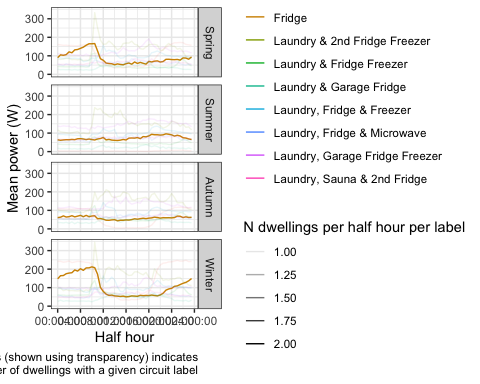 Mean power (W)
300
200
100
0
Spring
300
200
100
0
Summer
300
200
100
0
Autumn
300
200
100
0
Winter
Half hour
s (shown using transparency) indicates
er of dwellings with a given circuit label
Fridge
Laundry & 2nd Fridge Freezer
Laundry & Fridge Freezer
Laundry & Garage Fridge
Laundry, Fridge & Freezer
Laundry, Fridge & Microwave
Laundry, Garage Fridge Freezer
Laundry, Sauna & 2nd Fridge
N dwellings per half hour per label
1.00
1.25
1.50
1.75
2.00